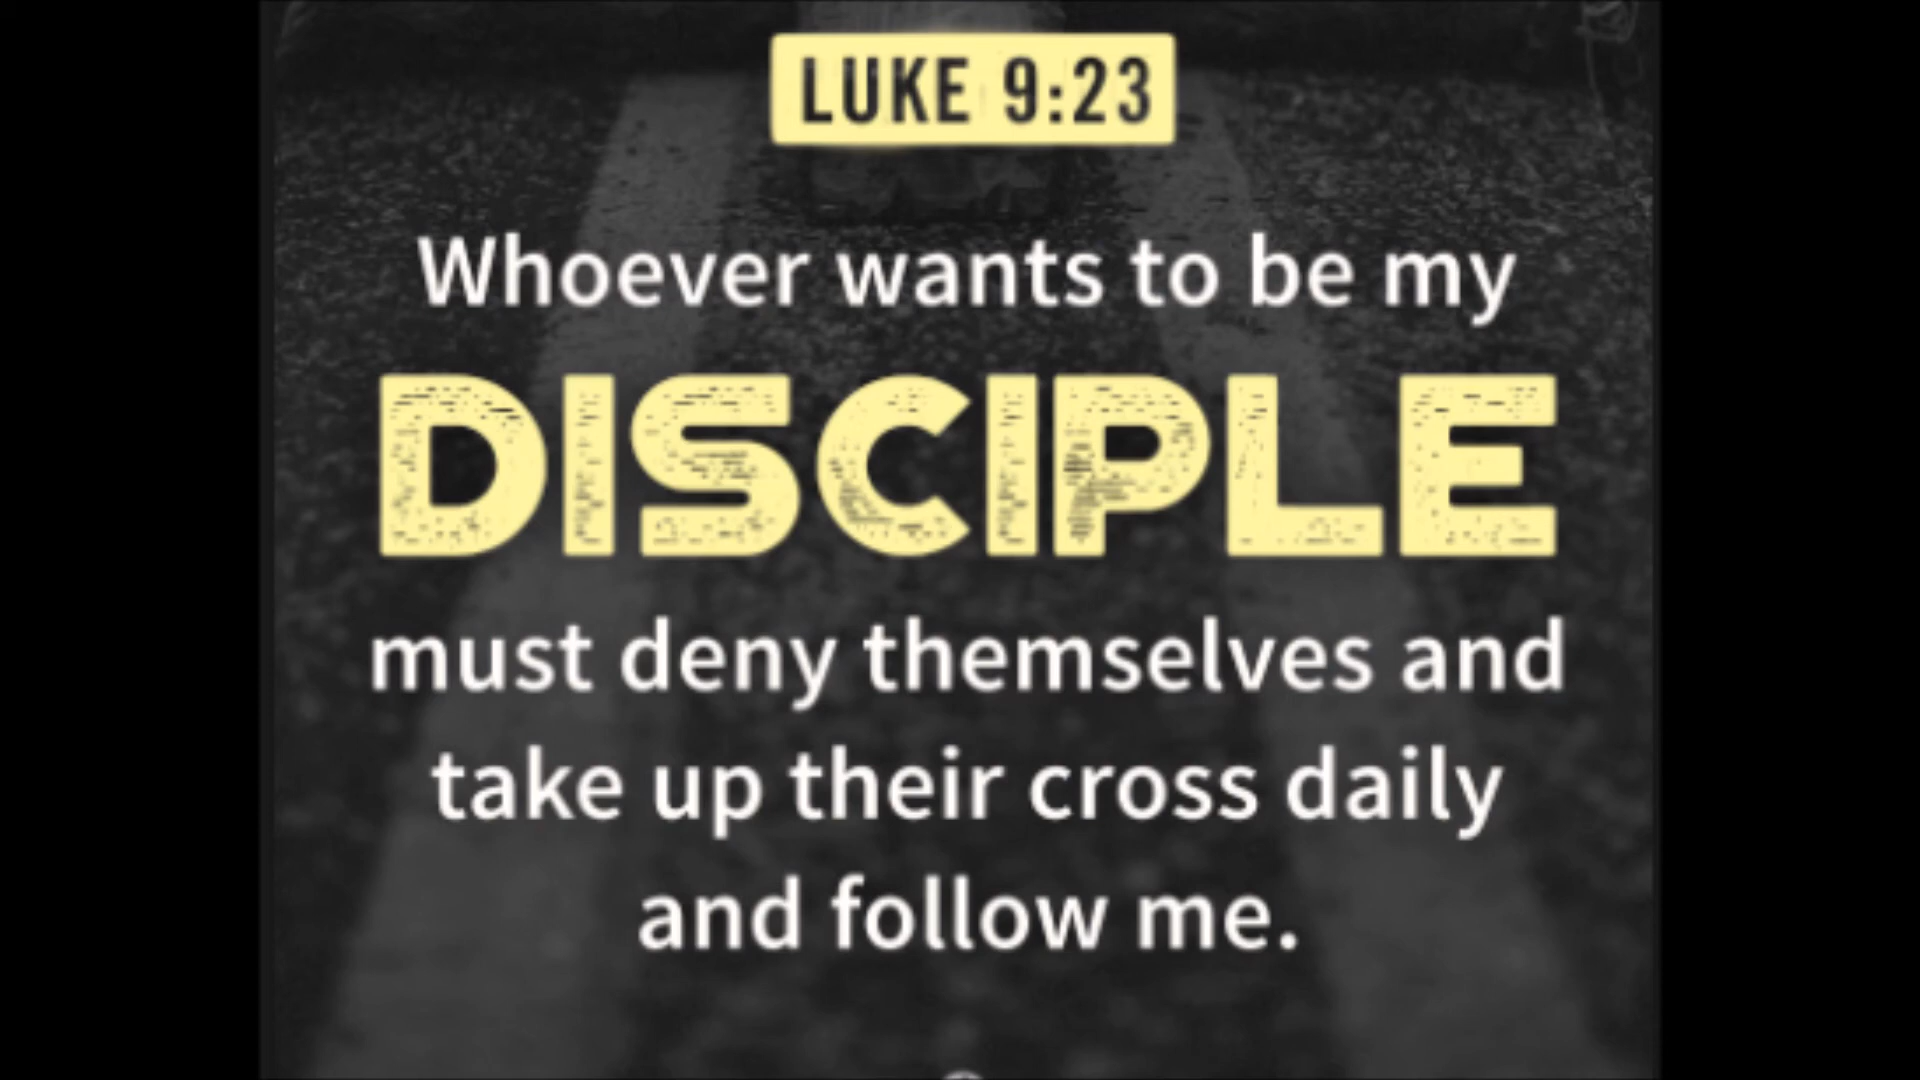 LUKE 9:23
Whoever wants to be my
DISCIPLE
must deny themselves and
take up their cross daily
and follow me.